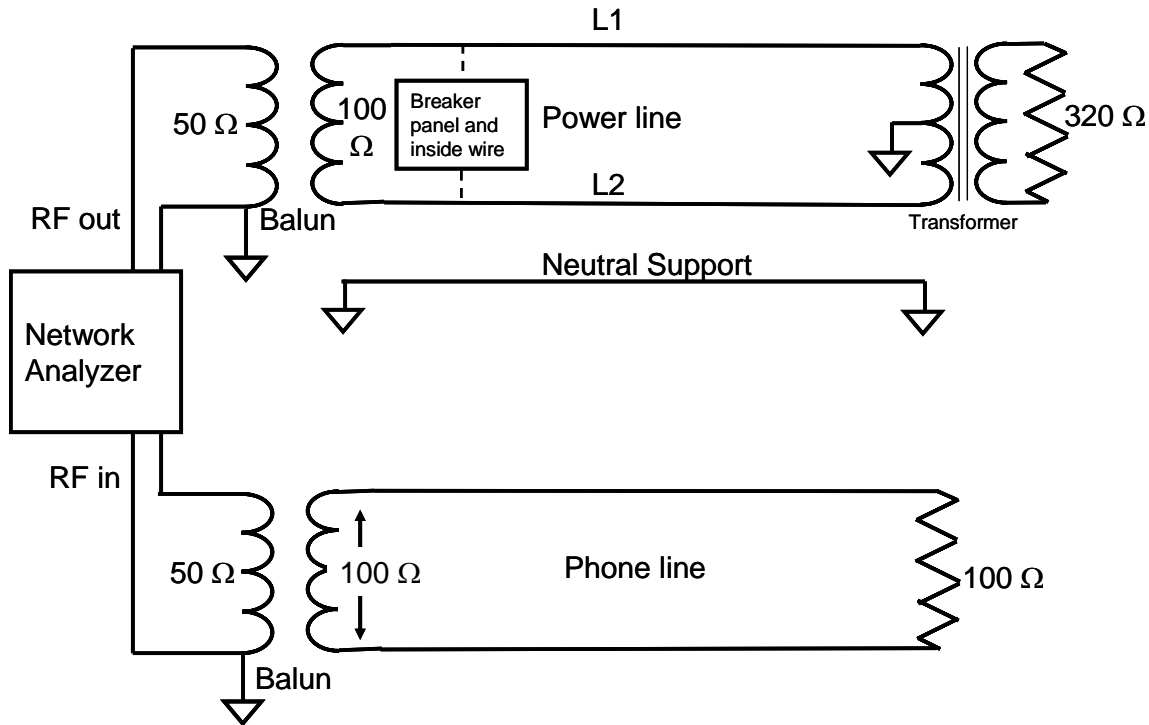 L1
50 Ω
100
Ω
Breaker
panel and
inside wire
Power line
320 Ω
L2
RF out
Balun
Transformer
Neutral Support
Network
Analyzer
RF in
50 Ω
100 Ω
Phone line
100 Ω
Balun